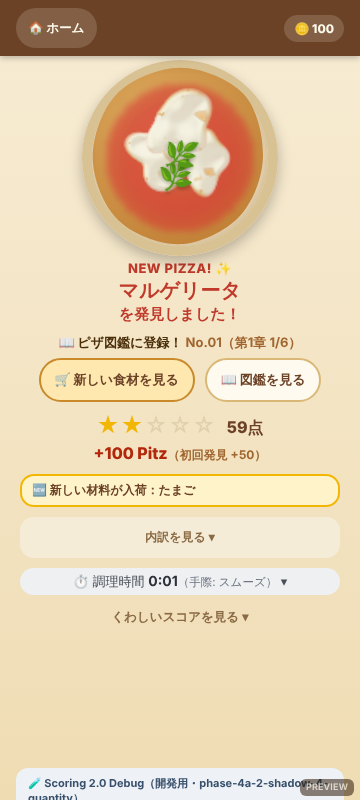 🏠 ホーム
🪙 100
NEW PIZZA! ✨
マルゲリータ
を発見しました！
📖 ピザ図鑑に登録！ No.01（第1章 1/6）
🛒 新しい食材を見る
📖 図鑑を見る
★★☆☆☆ 59点
+100 Pitz（初回発見 +50）
🆕 新しい材料が入荷：たまご
内訳を見る ▾
⏱️ 調理時間 0:01（手際: スムーズ） ▾
くわしいスコアを見る ▾
🧪 Scoring 2.0 Debug（開発用・phase-4a-2-shadow
quantity）
PREVIEW